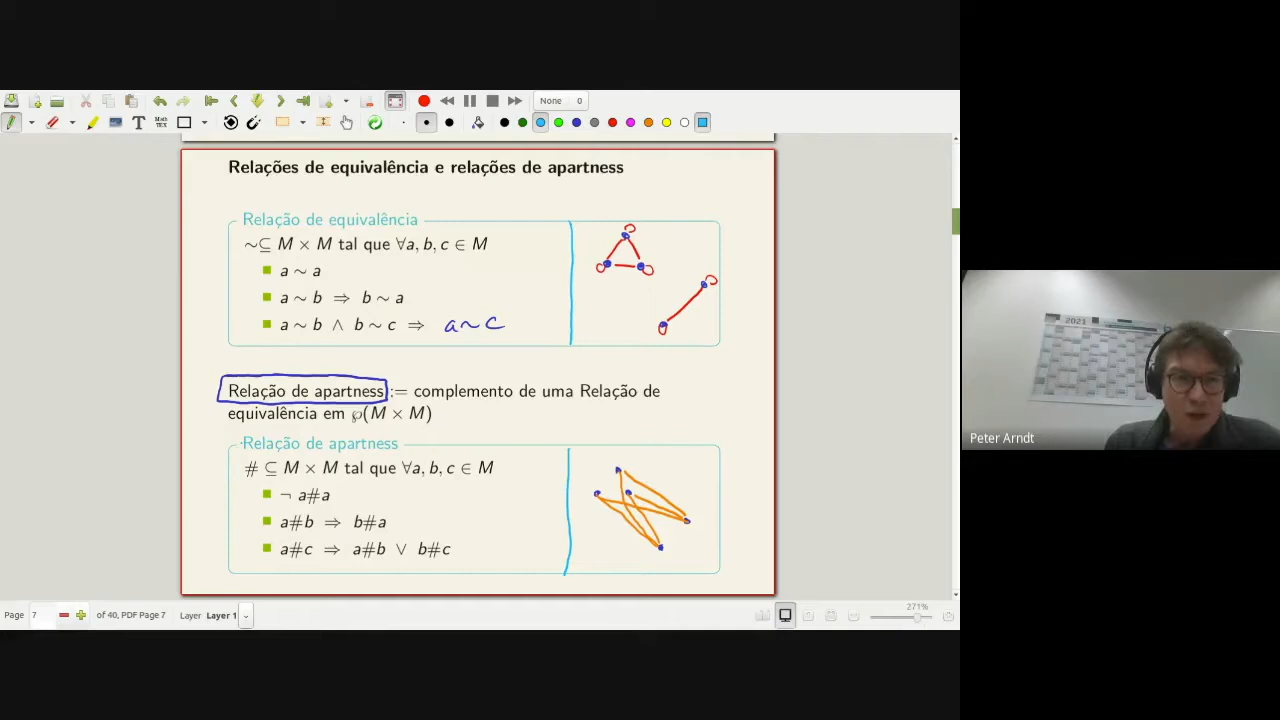 None 0
T Math TEX
Relações de equivalência e relações de apartness
Relação de equivalência
∼⊆ M × M tal que ∀a, b, c ∈ M
a ∼ a
a ∼ b ⇒ b ∼ a
a ∼ b ∧ b ∼ c ⇒ a∼c
Relação de apartness := complemento de uma Relação de
equivalência em ℘(M × M)
Relação de apartness
# ⊆ M × M tal que ∀a, b, c ∈ M
¬ a#a
a#b ⇒ b#a
a#c ⇒ a#b ∨ b#c
Page 7 of 40, PDF Page 7 Layer Layer 1 271%
2021
Peter Arndt